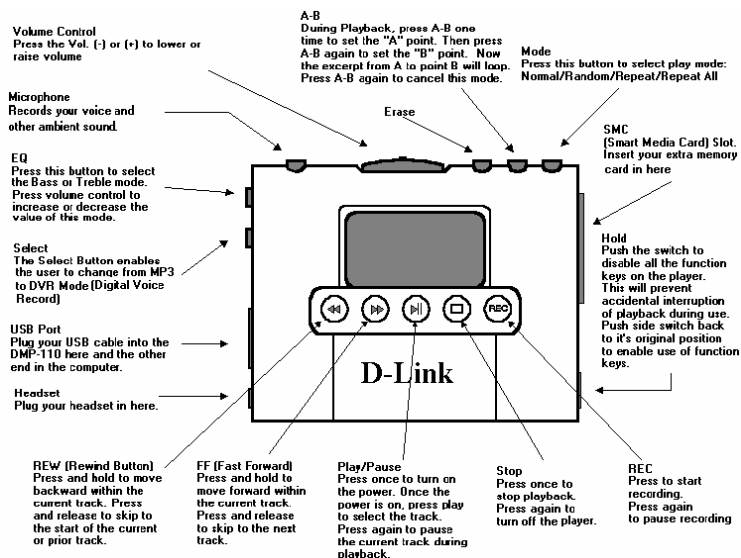 Volume Control
Press the Vol. (-) or (+) to lower or
raise volume
A-B
During Playback, press A-B one
time to set the "A" point. Then press
A-B again to set the "B" point. Now
the excerpt from A to point B will loop.
Press A-B again to cancel this mode.
Mode
Press this button to select play mode:
Normal/Random/Repeat/Repeat All
Microphone
Records your voice and
other ambient sound.
Erase
SMC
(Smart Media Card) Slot.
Insert your extra memory
card in here
EQ
Press this button to select
the Bass or Treble mode.
Press volume control to
increase or decrease the
value of this mode.
Hold
Push the switch to
disable all the function
keys on the player.
This will prevent
accidental interruption
of playback during use.
Push side switch back
to it's original position
to enable use of function
keys.
Select
The Select Button enables
the user to change from MP3
to DVR Mode (Digital Voice
Record)
USB Port
Plug your USB cable into the
DMP-110 here and the other
end in the computer.
Headset
Plug your headset in here.
REC
D-Link
REW (Rewind Button)
Press and hold to move
backward within the
current track. Press
and release to skip to
the start of the current
or prior track.
FF (Fast Forward)
Press and hold to
move forward within
the current track.
Press and release
to skip to the next
track.
Play/Pause
Press once to turn on
the power. Once the
power is on, press play
to select the track.
Press again to pause
the current track during
playback.
Stop
Press once to
stop playback.
Press again to
turn off the player.
REC
Press to start
recording.
Press again
to pause recording